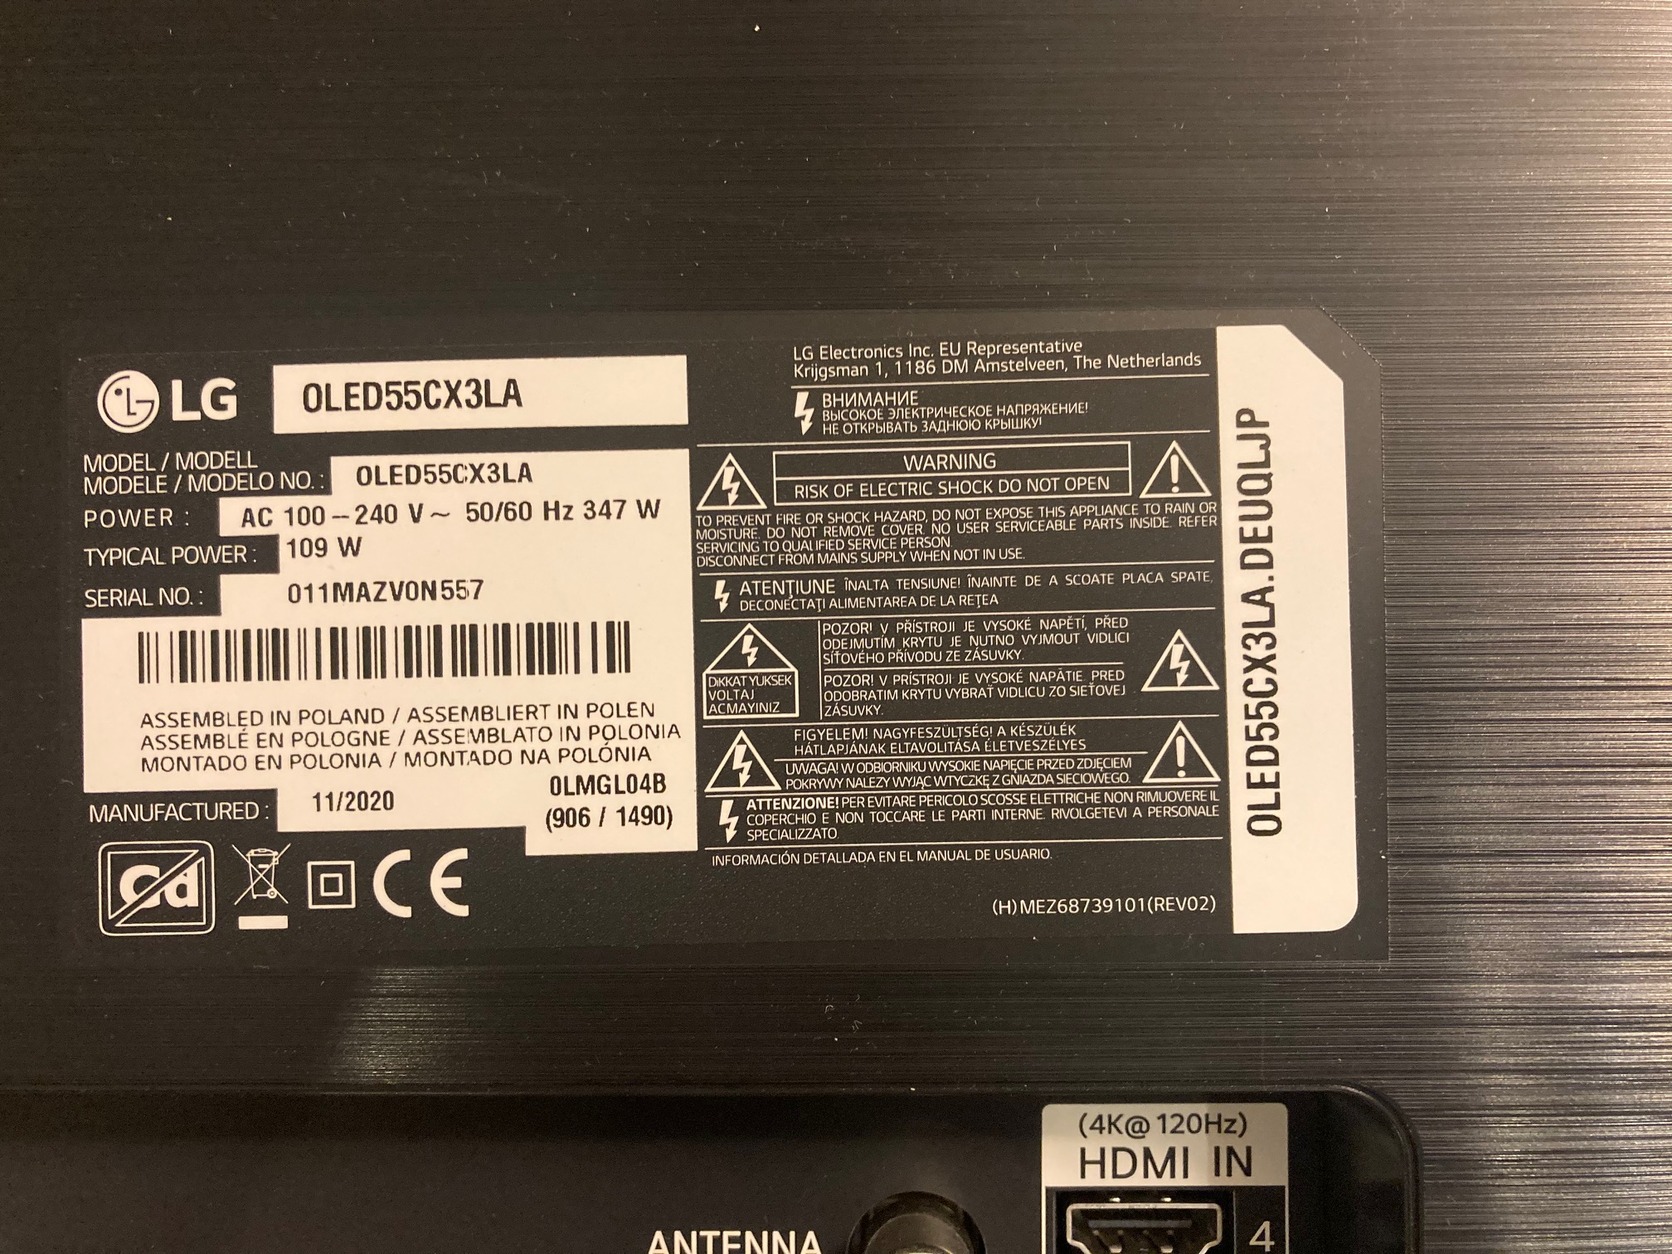 LG
OLED55CX3LA
MODEL / MODELL
MODELE / MODELO NO. :
OLED55CX3LA
POWER :
AC 100 – 240 V ~ 50/60 Hz 347 W
TYPICAL POWER :
109 W
SERIAL NO. :
011MAZV0N557
ASSEMBLED IN POLAND / ASSEMBLIERT IN POLEN
ASSEMBLÉ EN POLOGNE / ASSEMBLATO IN POLONIA
MONTADO EN POLONIA / MONTADO NA POLÓNIA
MANUFACTURED :
11/2020
OLMGL04B
(906 / 1490)
Cd
CE
LG Electronics Inc. EU Representative
Krijgsman 1, 1186 DM Amstelveen, The Netherlands
ВНИМАНИЕ
ВЫСОКОЕ ЭЛЕКТРИЧЕСКОЕ НАПРЯЖЕНИЕ!
НЕ ОТКРЫВАТЬ ЗАДНЮЮ КРЫШКУ!
WARNING
RISK OF ELECTRIC SHOCK DO NOT OPEN
TO PREVENT FIRE OR SHOCK HAZARD, DO NOT EXPOSE THIS APPLIANCE TO RAIN OR
MOISTURE. DO NOT REMOVE COVER. NO USER SERVICEABLE PARTS INSIDE. REFER
SERVICING TO QUALIFIED SERVICE PERSON.
DISCONNECT FROM MAINS SUPPLY WHEN NOT IN USE.
ATENŢIUNE ÎNALTA TENSIUNE! ÎNAINTE DE A SCOATE PLACA SPATE,
DECONECTAŢI ALIMENTAREA DE LA REŢEA
DiKKAT YUKSEK
VOLTAJ
ACMAYINIZ
POZOR! V PŘÍSTROJI JE VYSOKÉ NAPĚTÍ, PŘED
ODEJMUTÍM KRYTU JE NUTNO VYJMOUT VIDLICI
SÍŤOVÉHO PŘÍVODU ZE ZÁSUVKY.
POZOR! V PRÍSTROJI JE VYSOKÉ NAPÄTIE. PRED
ODOBRATIM KRYTU VYBRAŤ VIDLICU ZO SIEŤOVEJ
ZÁSUVKY.
FIGYELEM! NAGYFESZÜLTSÉG! A KÉSZÜLÉK
HÁTLAPJÁNAK ELTAVOLITÁSA ÉLETVESZÉLYES
UWAGA! W ODBIORNIKU WYSOKIE NAPIĘCIE PRZED ZDJĘCIEM
POKRYWY NALEZY WYJĄC WTYCZKĘ Z GNIAZDA SIECIOWEGO.
ATTENZIONE! PER EVITARE PERICOLO SCOSSE ELETTRICHE NON RIMUOVERE IL
COPERCHIO E NON TOCCARE LE PARTI INTERNE. RIVOLGETEVI A PERSONALE
SPECIALIZZATO.
INFORMACIÓN DETALLADA EN EL MANUAL DE USUARIO.
(H)MEZ68739101(REV02)
OLED55CX3LA.DEUQLJP
(4K@120Hz)
HDMI IN
4
ANTENNA